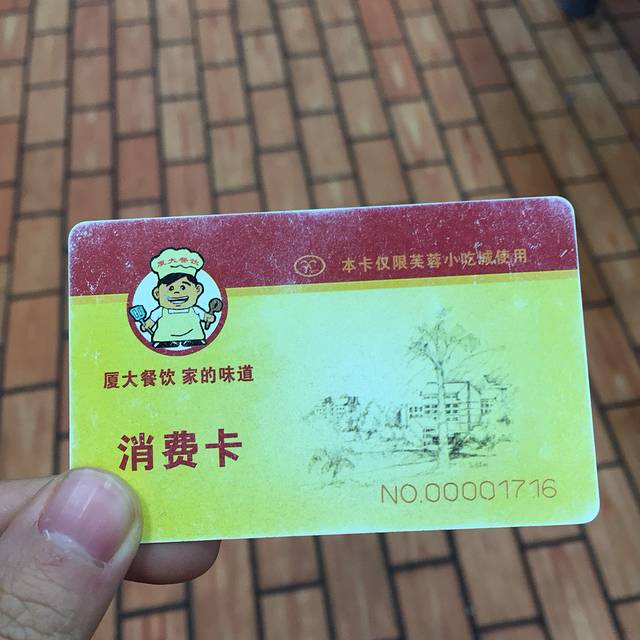 厦大餐饮
本卡仅限芙蓉小吃城使用
厦大餐饮 家的味道
消费卡
NO.00001716